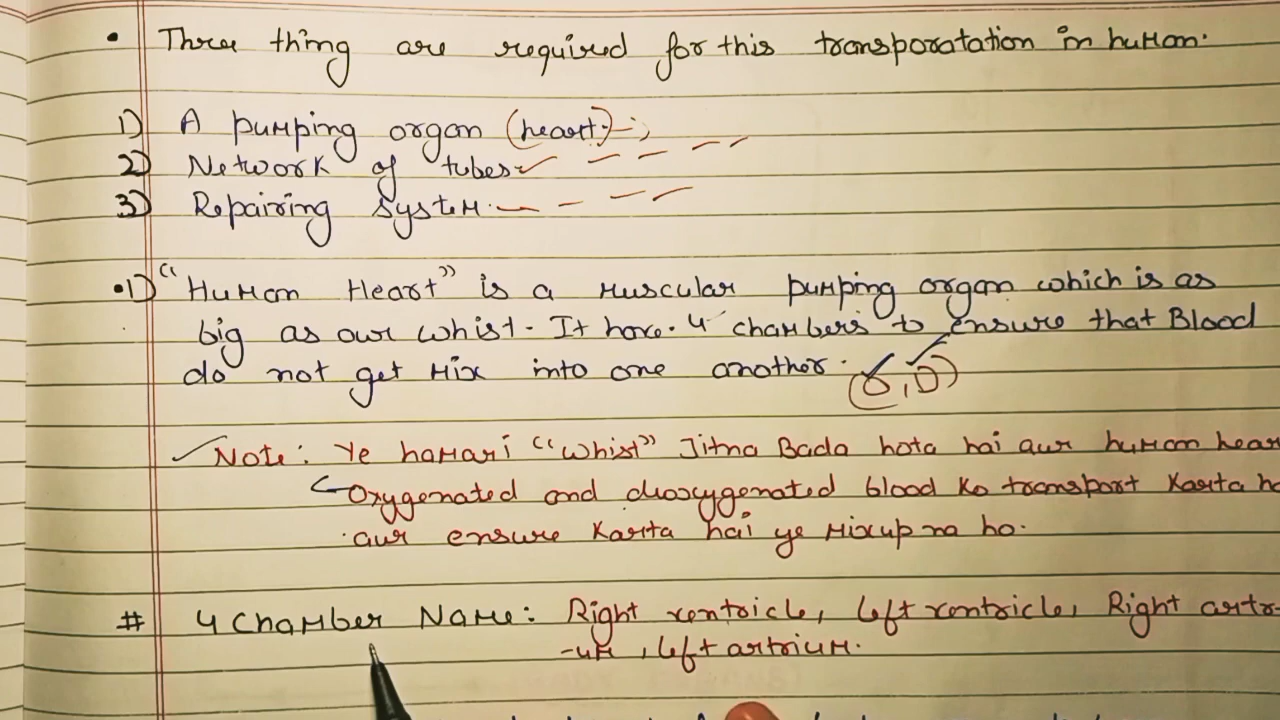 • Three thing are required for this transporatation in human.
1) A pumping organ (heart)
2) Network of tubes
3) Repairing system.
•1) "Human Heart" is a muscular pumping organ which is as
big as our whist. It have 4 chambers to ensure that Blood
do not get mix into one another. (O, D)
Note: Ye hamari "whist" Jitna Bada hota hai aur human hear
Oxygenated and deoxygenated blood ko transport Karta ha
aur ensure Karta hai ye mixup na ho.
# 4 Chamber Name: Right ventricle, left ventricle, Right artr-
-um, left artrium.